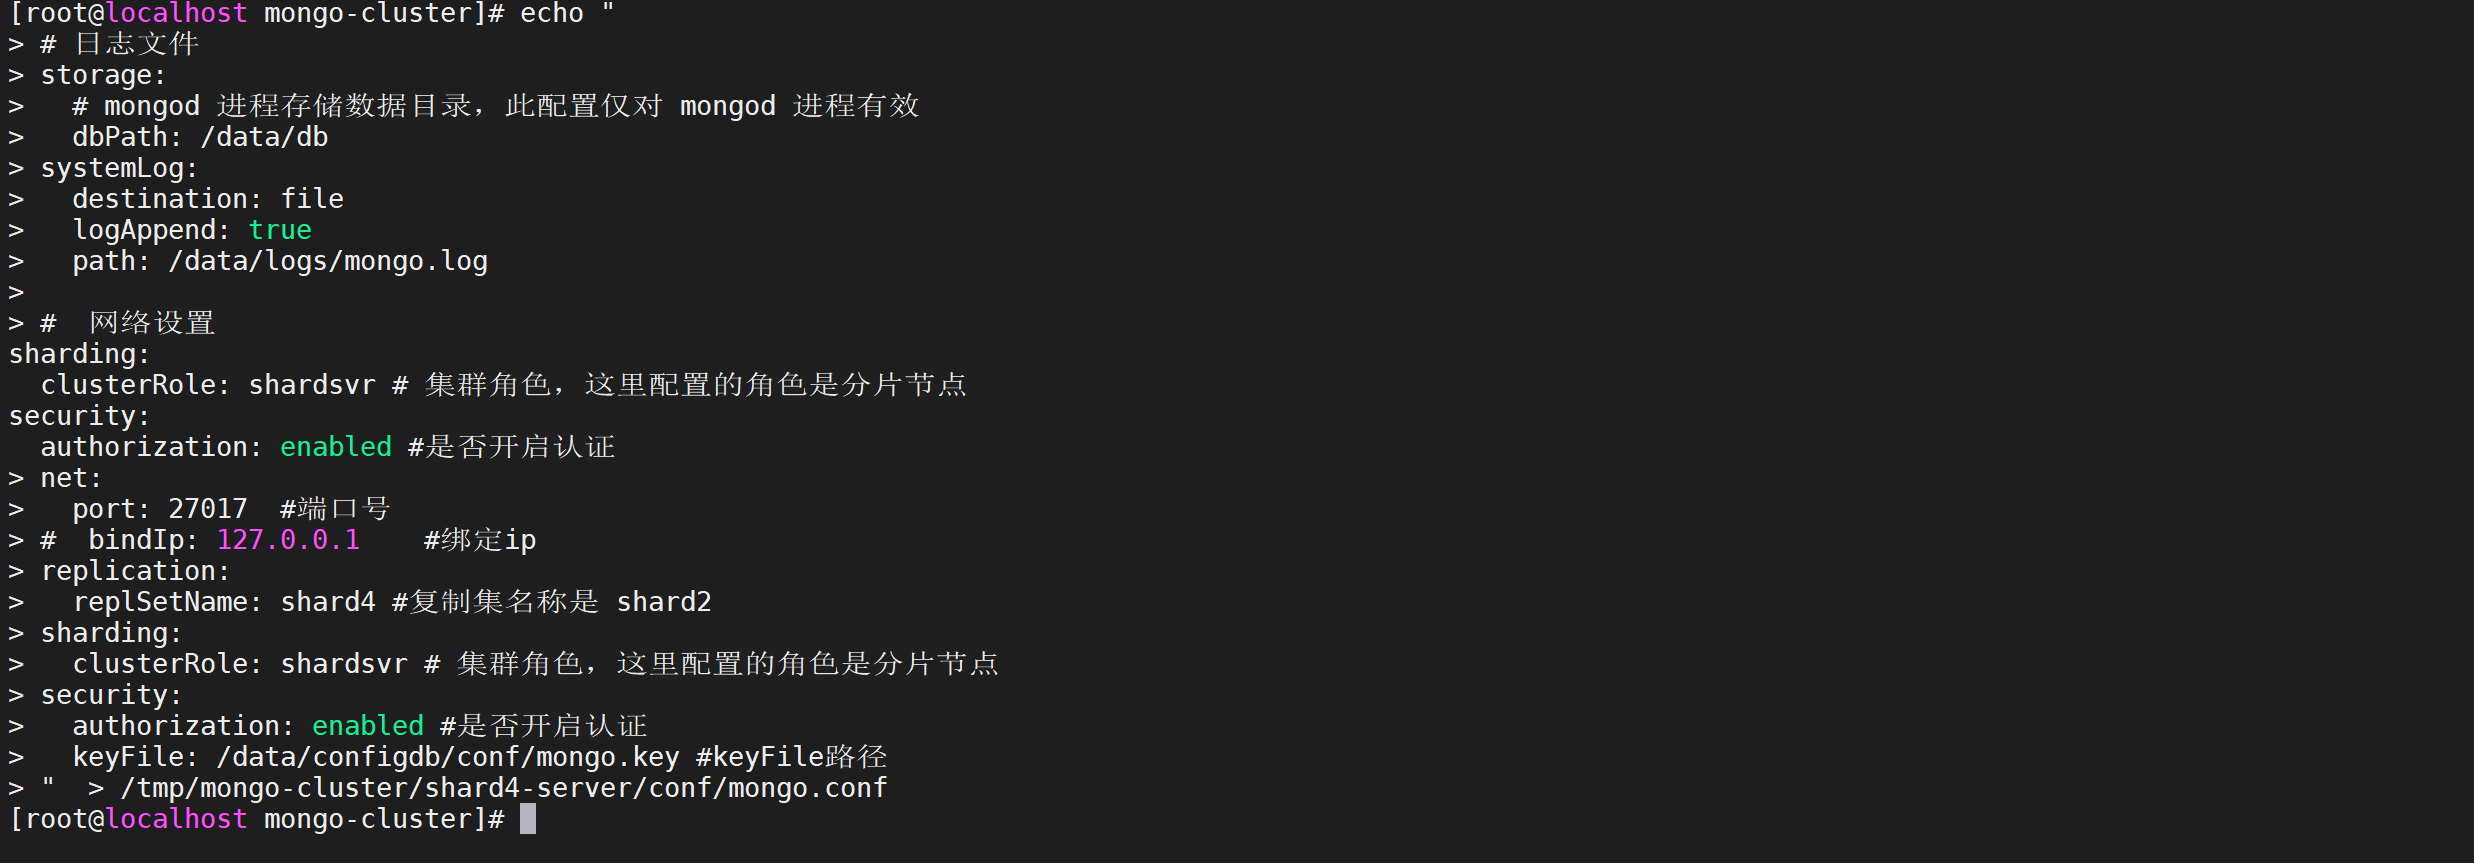 [root@localhost mongo-cluster]# echo "
> # 日志文件
> storage:
>   # mongod 进程存储数据目录，此配置仅对 mongod 进程有效
>   dbPath: /data/db
> systemLog:
>   destination: file
>   logAppend: true
>   path: /data/logs/mongo.log
>
> #  网络设置
sharding:
  clusterRole: shardsvr # 集群角色，这里配置的角色是分片节点
security:
  authorization: enabled #是否开启认证
> net:
>   port: 27017  #端口号
> #  bindIp: 127.0.0.1    #绑定ip
> replication:
>   replSetName: shard4 #复制集名称是 shard2
> sharding:
>   clusterRole: shardsvr # 集群角色，这里配置的角色是分片节点
> security:
>   authorization: enabled #是否开启认证
>   keyFile: /data/configdb/conf/mongo.key #keyFile路径
> "  > /tmp/mongo-cluster/shard4-server/conf/mongo.conf
[root@localhost mongo-cluster]#